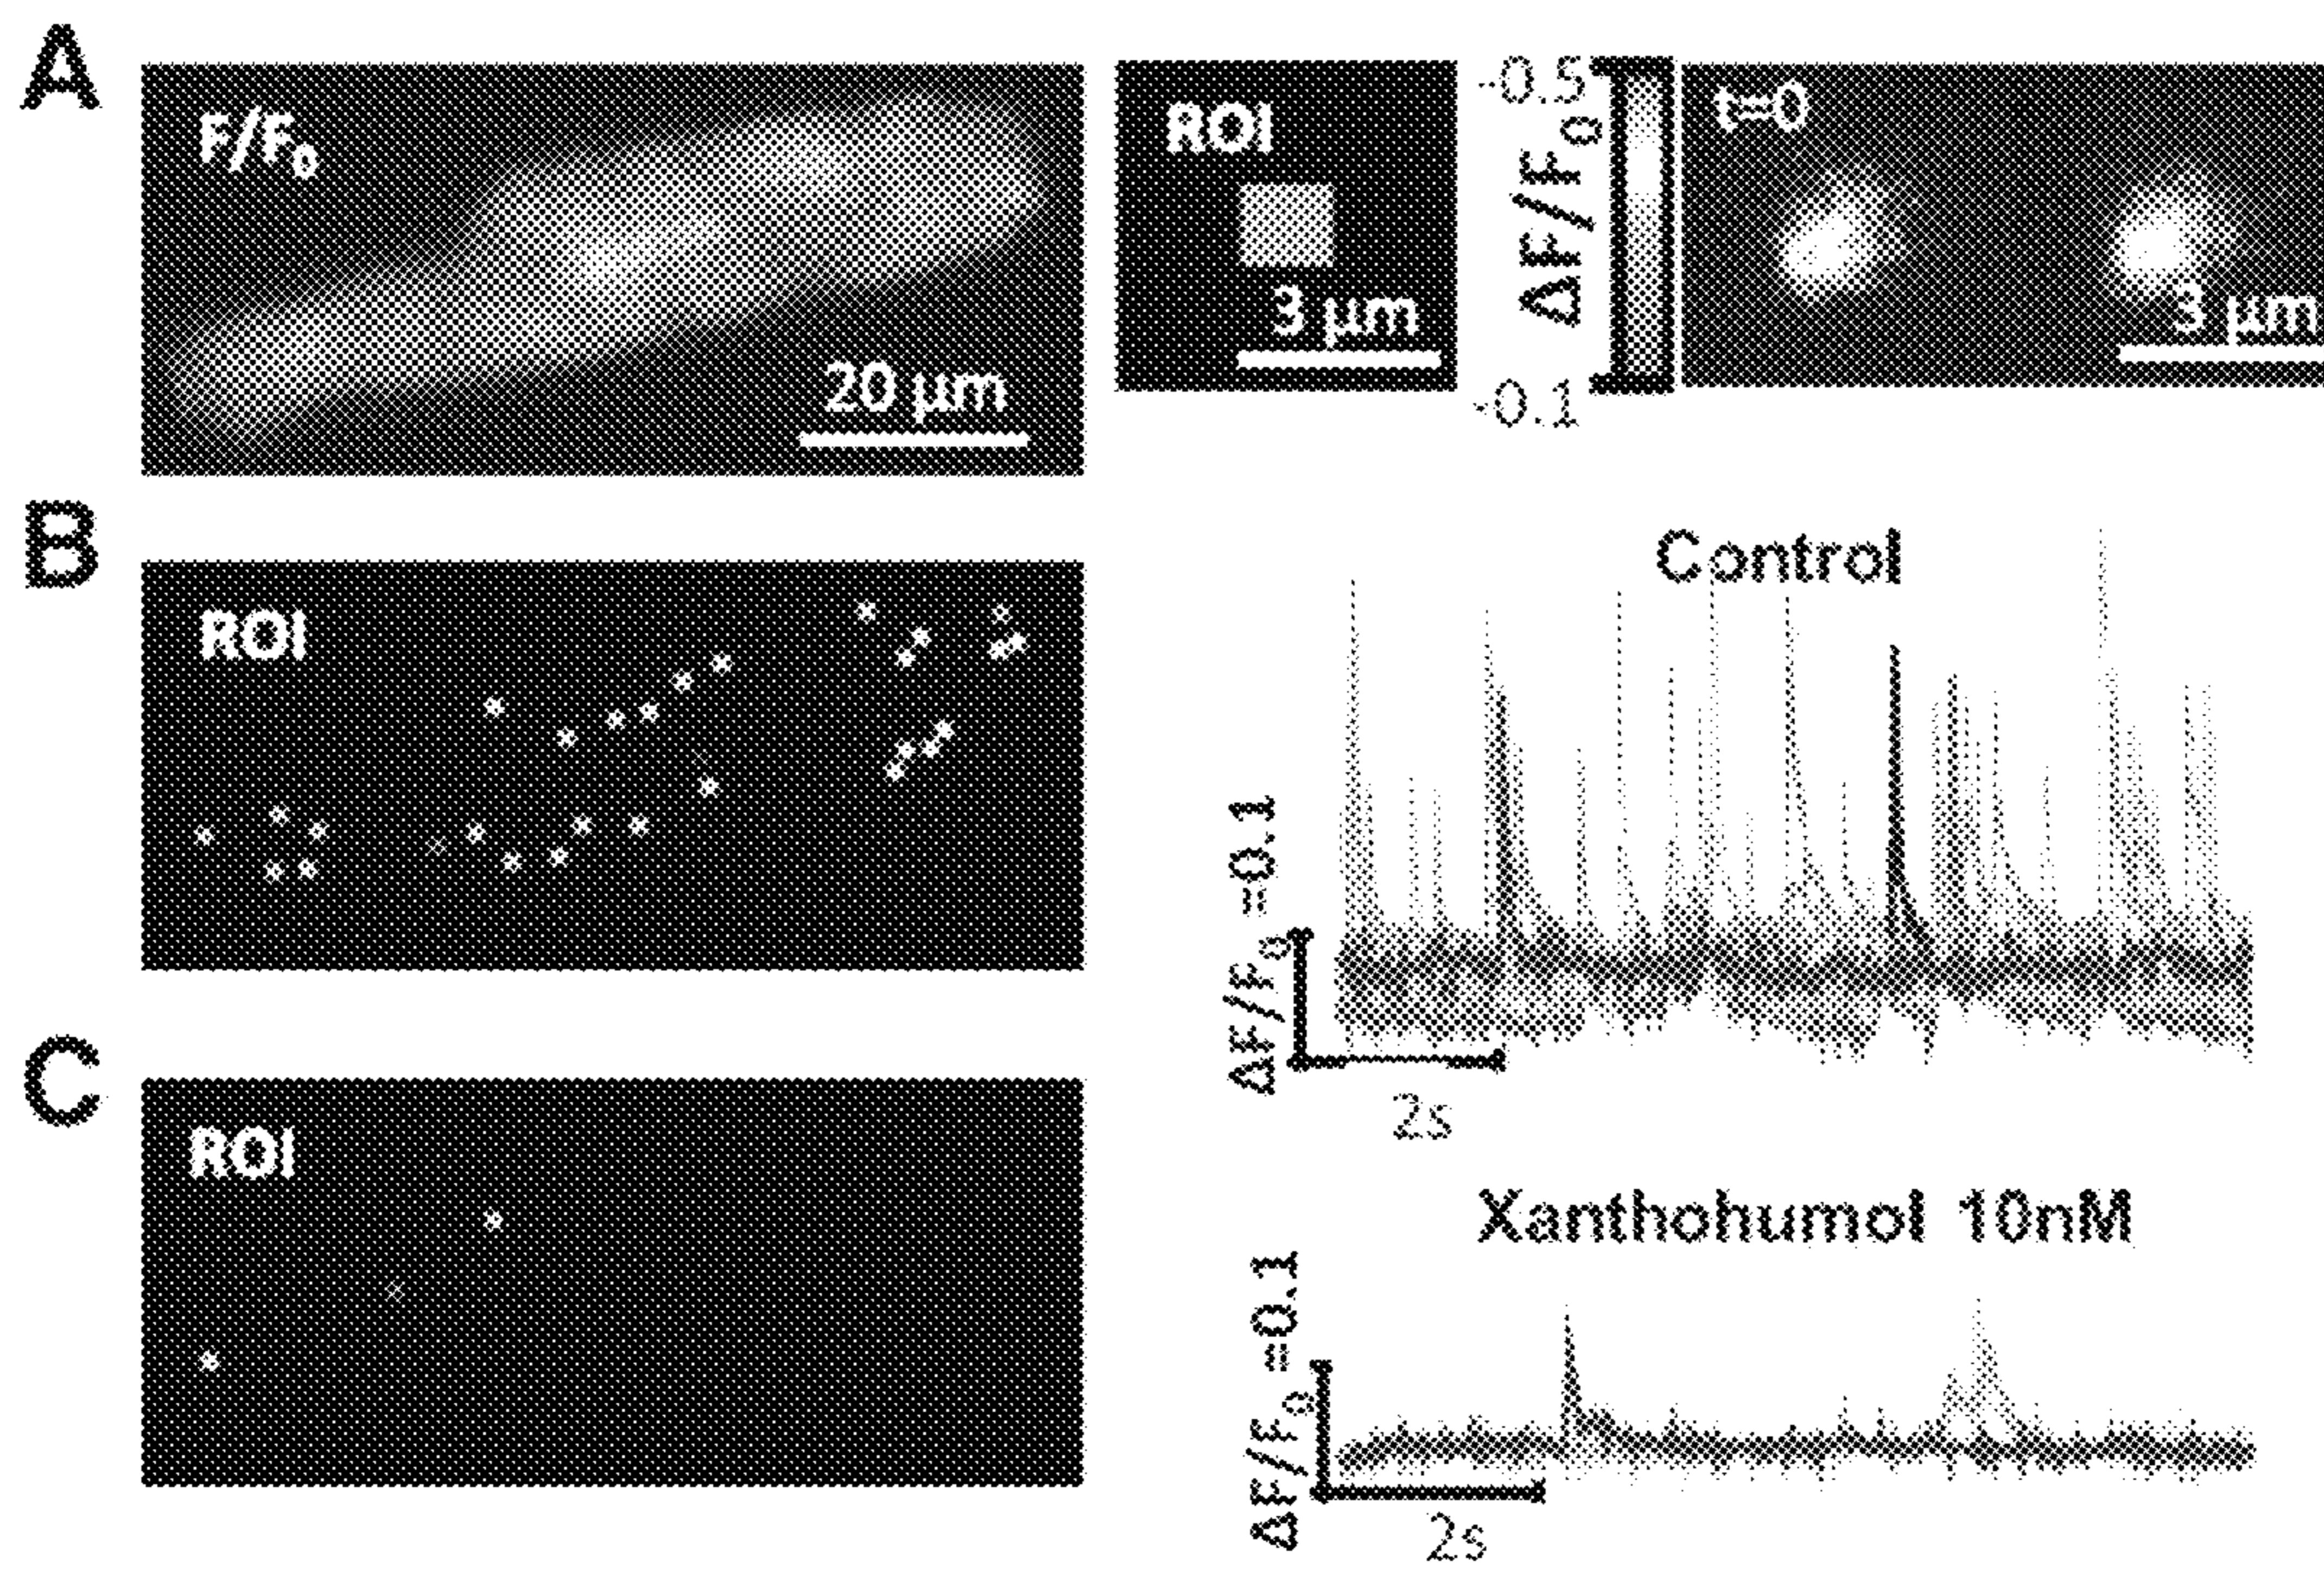 A
F/F₀
20 μm
ROI
3 μm
-0.5
ΔF/F₀
-0.1
t=0
3 μm
B
ROI
Control
ΔF/F₀ =0.1
2s
C
ROI
Xanthohumol 10nM
ΔF/F₀ =0.1
2s